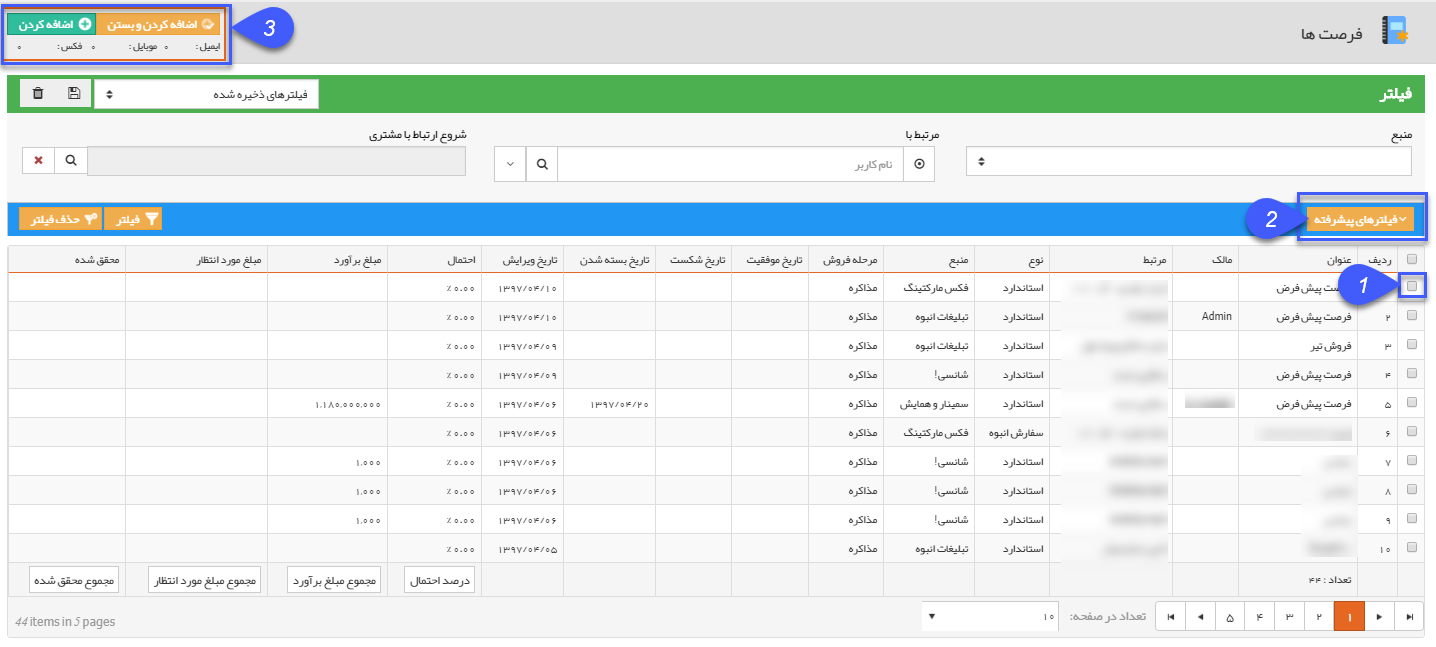 فرصت ها
3
اضافه کردن و بستن اضافه کردن
ایمیل : ۰ موبایل : ۰ فکس : ۰
فیلتر
فیلترهای ذخیره شده
منبع مرتبط با شروع ارتباط با مشتری
نام کاربر
فیلترهای پیشرفته 2 فیلتر حذف فیلتر
ردیف عنوان مالک مرتبط نوع منبع مرحله فروش تاریخ موفقیت تاریخ شکست تاریخ بسته شدن تاریخ ویرایش احتمال مبلغ برآورد مبلغ مورد انتظار محقق شده
1 پیش فرض استاندارد فکس مارکتینگ مذاکره ۱۳۹۷/۰۴/۱۰ ۰.۰۰ ٪
۲ فرصت پیش فرض Admin استاندارد تبلیغات انبوه مذاکره ۱۳۹۷/۰۴/۱۰ ۰.۰۰ ٪
۳ فروش تیر استاندارد تبلیغات انبوه مذاکره ۱۳۹۷/۰۴/۰۹ ۰.۰۰ ٪
۴ فرصت پیش فرض استاندارد شانسی! مذاکره ۱۳۹۷/۰۴/۰۹ ۰.۰۰ ٪
۵ فرصت پیش فرض استاندارد سمینار و همایش مذاکره ۱۳۹۷/۰۴/۲۰ ۱۳۹۷/۰۴/۰۶ ۰.۰۰ ٪ ۱,۱۸۰,۰۰۰,۰۰۰
۶ سفارش انبوه فکس مارکتینگ مذاکره ۱۳۹۷/۰۴/۰۶ ۰.۰۰ ٪
۷ استاندارد شانسی! مذاکره ۱۳۹۷/۰۴/۰۶ ۰.۰۰ ٪ ۱,۰۰۰
۸ استاندارد شانسی! مذاکره ۱۳۹۷/۰۴/۰۶ ۰.۰۰ ٪ ۱,۰۰۰
۹ استاندارد شانسی! مذاکره ۱۳۹۷/۰۴/۰۶ ۰.۰۰ ٪ ۱,۰۰۰
۱۰ استاندارد تبلیغات انبوه مذاکره ۱۳۹۷/۰۴/۰۵ ۰.۰۰ ٪
تعداد : ۴۴ درصد احتمال مجموع مبلغ برآورد مجموع مبلغ مورد انتظار مجموع محقق شده
۱ ۲ ۳ ۴ ۵ تعداد در صفحه: ۱۰
44 items in 5 pages